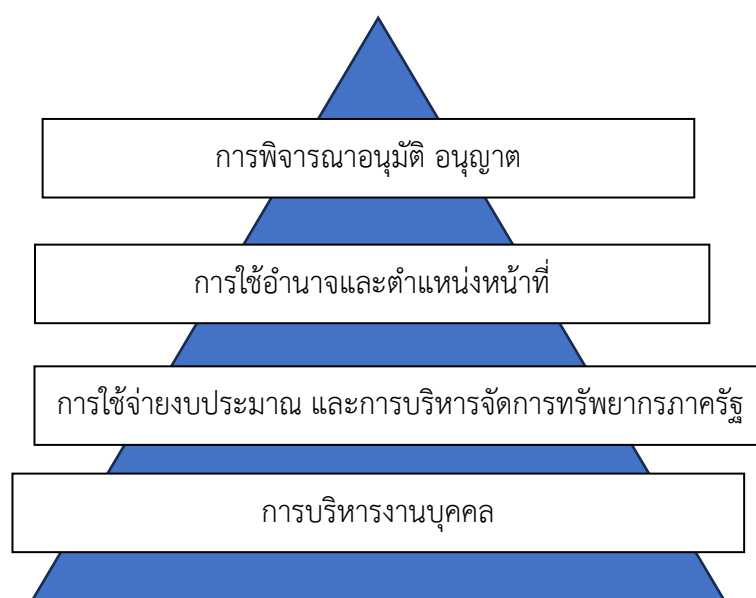 การพิจารณาอนุมัติ อนุญาต
การใช้อำนาจและตำแหน่งหน้าที่
การใช้จ่ายงบประมาณ และการบริหารจัดการทรัพยากรภาครัฐ
การบริหารงานบุคคล